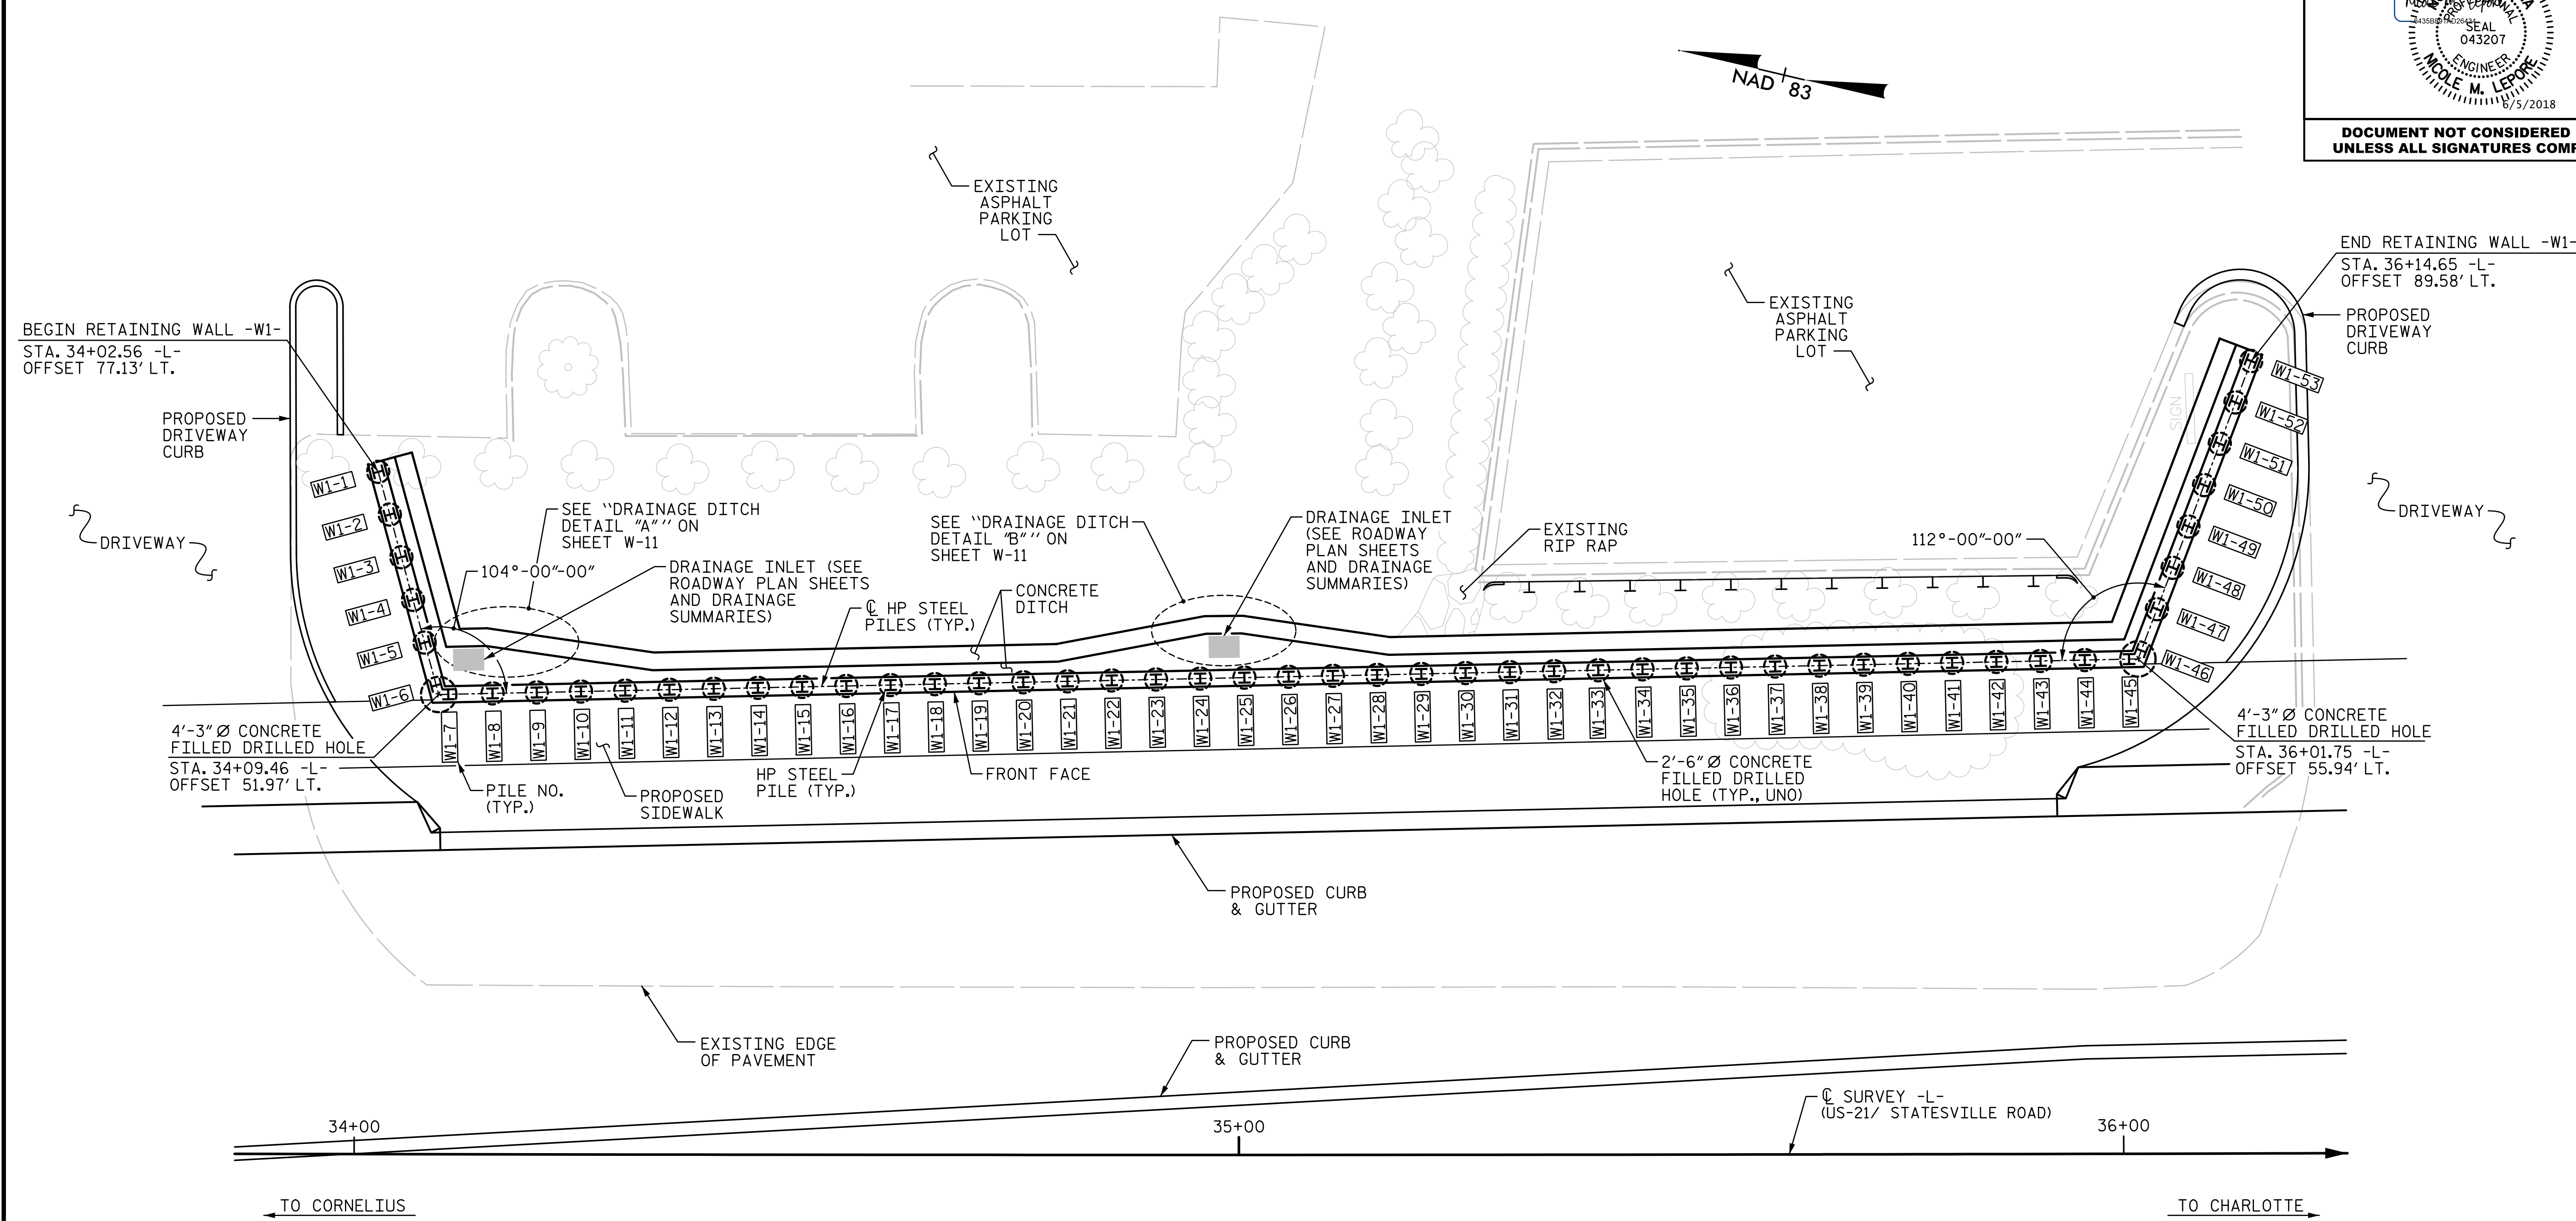 8435B891AD26434
PROFESSIONAL
SEAL
043207
ENGINEER
NICOLE M. LEPORE
6/5/2018
DOCUMENT NOT CONSIDERED
UNLESS ALL SIGNATURES
NAD 83
EXISTING
ASPHALT
PARKING
LOT
EXISTING
ASPHALT
PARKING
LOT
END RETAINING WALL -W1-
STA. 36+14.65 -L-
OFFSET 89.58' LT.
PROPOSED
DRIVEWAY
CURB
BEGIN RETAINING WALL -W1-
STA. 34+02.56 -L-
OFFSET 77.13' LT.
PROPOSED
DRIVEWAY
CURB
DRIVEWAY
SIGN
W1-53
W1-52
W1-51
W1-50
W1-49
W1-48
W1-47
W1-46
DRIVEWAY
W1-1
W1-2
W1-3
W1-4
W1-5
W1-6
SEE ‘‘DRAINAGE DITCH
DETAIL "A"’’ ON
SHEET W-11
104°-00"-00"
DRAINAGE INLET (SEE
ROADWAY PLAN SHEETS
AND DRAINAGE
SUMMARIES)
℄ HP STEEL
PILES (TYP.)
SEE ‘‘DRAINAGE DITCH
DETAIL "B"’’ ON
SHEET W-11
CONCRETE
DITCH
DRAINAGE INLET
(SEE ROADWAY
PLAN SHEETS
AND DRAINAGE
SUMMARIES)
EXISTING
RIP RAP
112°-00"-00"
W1-7
W1-8
W1-9
W1-10
W1-11
W1-12
W1-13
W1-14
W1-15
W1-16
W1-17
W1-18
W1-19
W1-20
W1-21
W1-22
W1-23
W1-24
W1-25
W1-26
W1-27
W1-28
W1-29
W1-30
W1-31
W1-32
W1-33
W1-34
W1-35
W1-36
W1-37
W1-38
W1-39
W1-40
W1-41
W1-42
W1-43
W1-44
W1-45
4'-3" Ø CONCRETE
FILLED DRILLED HOLE
STA. 34+09.46 -L-
OFFSET 51.97' LT.
PILE NO.
(TYP.)
PROPOSED
SIDEWALK
HP STEEL
PILE (TYP.)
FRONT FACE
2'-6" Ø CONCRETE
FILLED DRILLED
HOLE (TYP., UNO)
4'-3" Ø CONCRETE
FILLED DRILLED HOLE
STA. 36+01.75 -L-
OFFSET 55.94' LT.
PROPOSED CURB
& GUTTER
EXISTING EDGE
OF PAVEMENT
PROPOSED CURB
& GUTTER
℄ SURVEY -L-
(US-21/ STATESVILLE ROAD)
34+00
35+00
36+00
TO CORNELIUS
TO CHARLOTTE